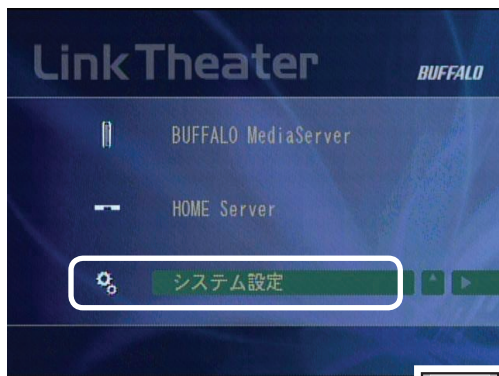 LinkTheater
BUFFALO
BUFFALO MediaServer
HOME Server
システム設定